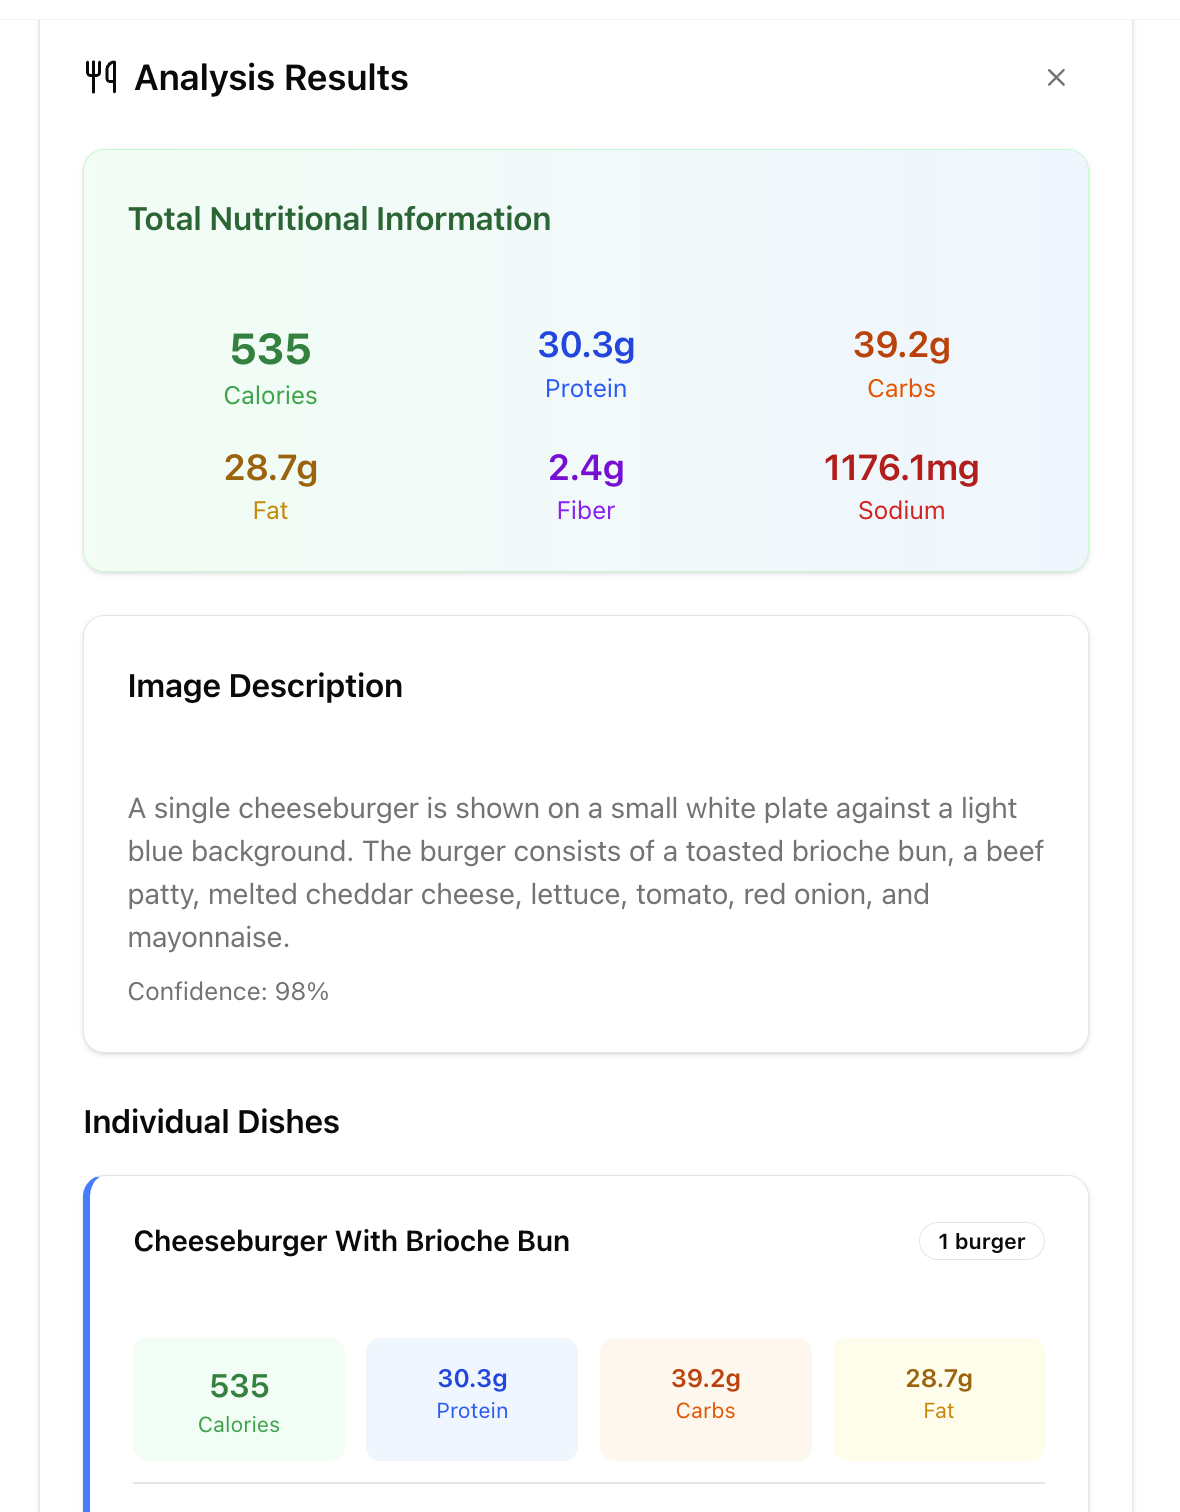 Analysis Results
Total Nutritional Information
535
Calories
30.3g
Protein
39.2g
Carbs
28.7g
Fat
2.4g
Fiber
1176.1mg
Sodium
Image Description
A single cheeseburger is shown on a small white plate against a light
blue background. The burger consists of a toasted brioche bun, a beef
patty, melted cheddar cheese, lettuce, tomato, red onion, and
mayonnaise.
Confidence: 98%
Individual Dishes
Cheeseburger With Brioche Bun
1 burger
535
Calories
30.3g
Protein
39.2g
Carbs
28.7g
Fat